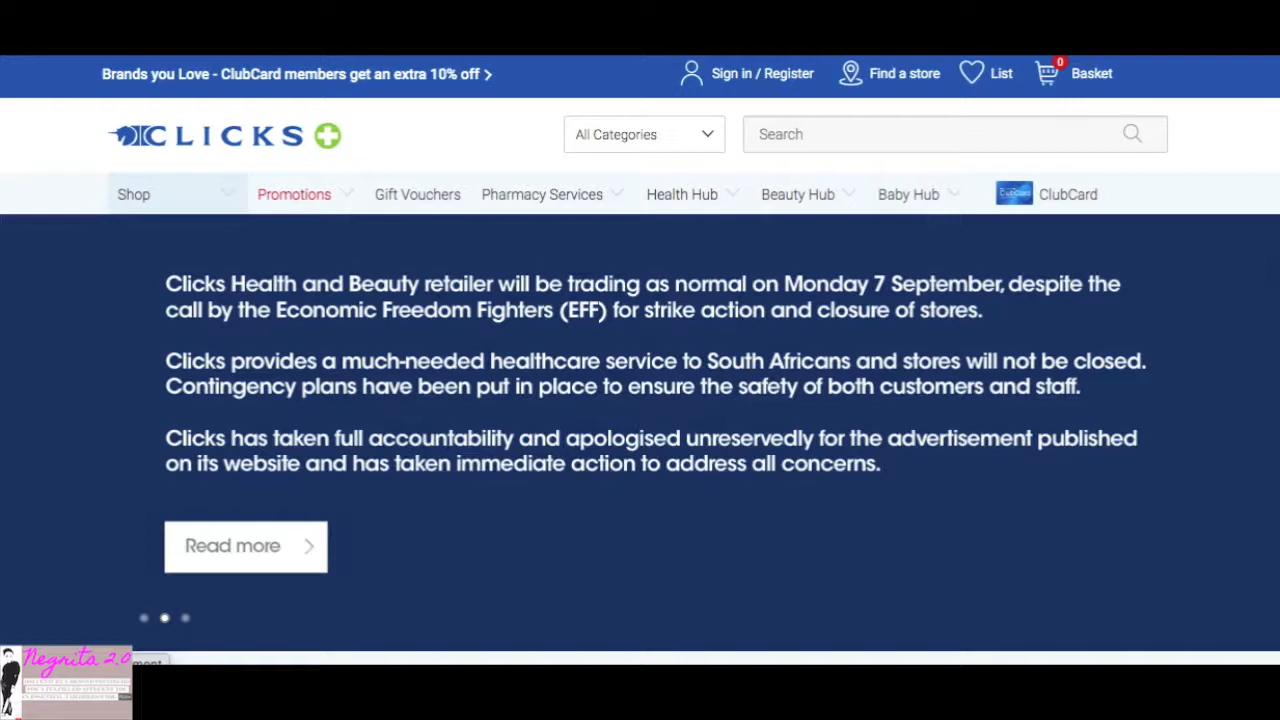 Brands you Love - ClubCard members get an extra 10% off
Sign in / Register
Find a store
List
0
Basket
CLICKS
All Categories
Search
Shop
Promotions
Gift Vouchers
Pharmacy Services
Health Hub
Beauty Hub
Baby Hub
ClubCard
Clicks Health and Beauty retailer will be trading as normal on Monday 7 September, despite the
call by the Economic Freedom Fighters (EFF) for strike action and closure of stores.
Clicks provides a much-needed healthcare service to South Africans and stores will not be closed.
Contingency plans have been put in place to ensure the safety of both customers and staff.
Clicks has taken full accountability and apologised unreservedly for the advertisement published
on its website and has taken immediate action to address all concerns.
Read more
Negrita 2.0